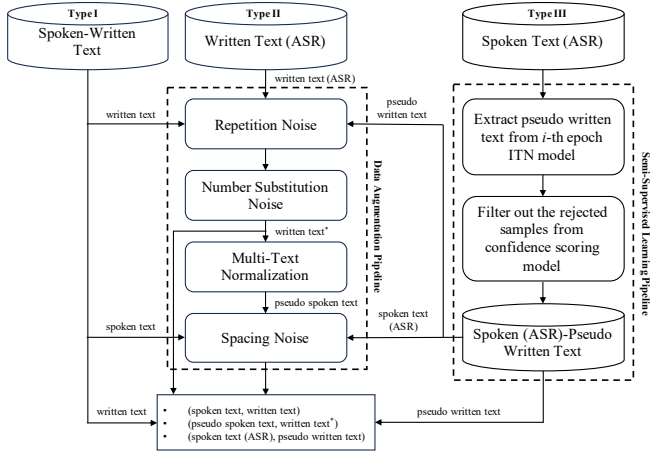 Type I
Spoken-Written
Text
Type II
Written Text (ASR)
Type III
Spoken Text (ASR)
written text (ASR)
written text
Repetition Noise
pseudo
written text
Extract pseudo written
text from i-th epoch
ITN model
Number Substitution
Noise
written text*
Multi-Text
Normalization
pseudo spoken text
Filter out the rejected
samples from
confidence scoring
model
spoken text
Spacing Noise
spoken text
(ASR)
Spoken (ASR)-Pseudo
Written Text
Data Augmentation Pipeline
Semi-Supervised Learning Pipeline
written text
• (spoken text, written text)
• (pseudo spoken text, written text*)
• (spoken text (ASR), pseudo written text)
pseudo written text